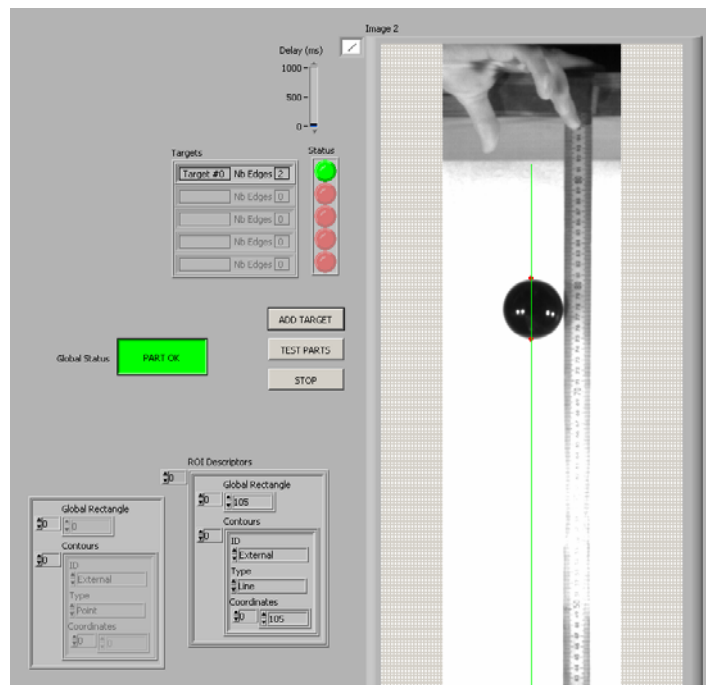 Image 2
Delay (ms)
1000
500
0
Targets
Status
Target #0 Nb Edges 2
Nb Edges 0
Nb Edges 0
Nb Edges 0
Nb Edges 0
ADD TARGET
Global Status PART OK
TEST PARTS
STOP
ROI Descriptors
0
Global Rectangle
0 105
Contours
0
ID
External
Type
Line
Coordinates
0 105
Global Rectangle
0 0
Contours
0
ID
External
Type
Point
Coordinates
0 0